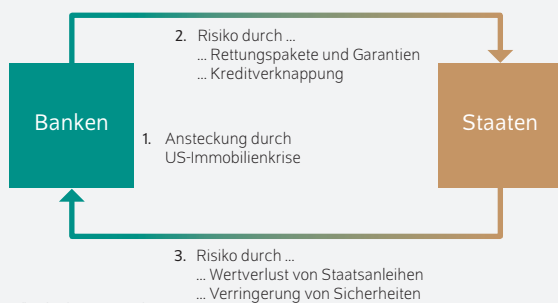 2. Risiko durch ...
... Rettungspakete und Garantien
... Kreditverknappung
Banken
1. Ansteckung durch
US-Immobilienkrise
Staaten
3. Risiko durch ...
... Wertverlust von Staatsanleihen
... Verringerung von Sicherheiten